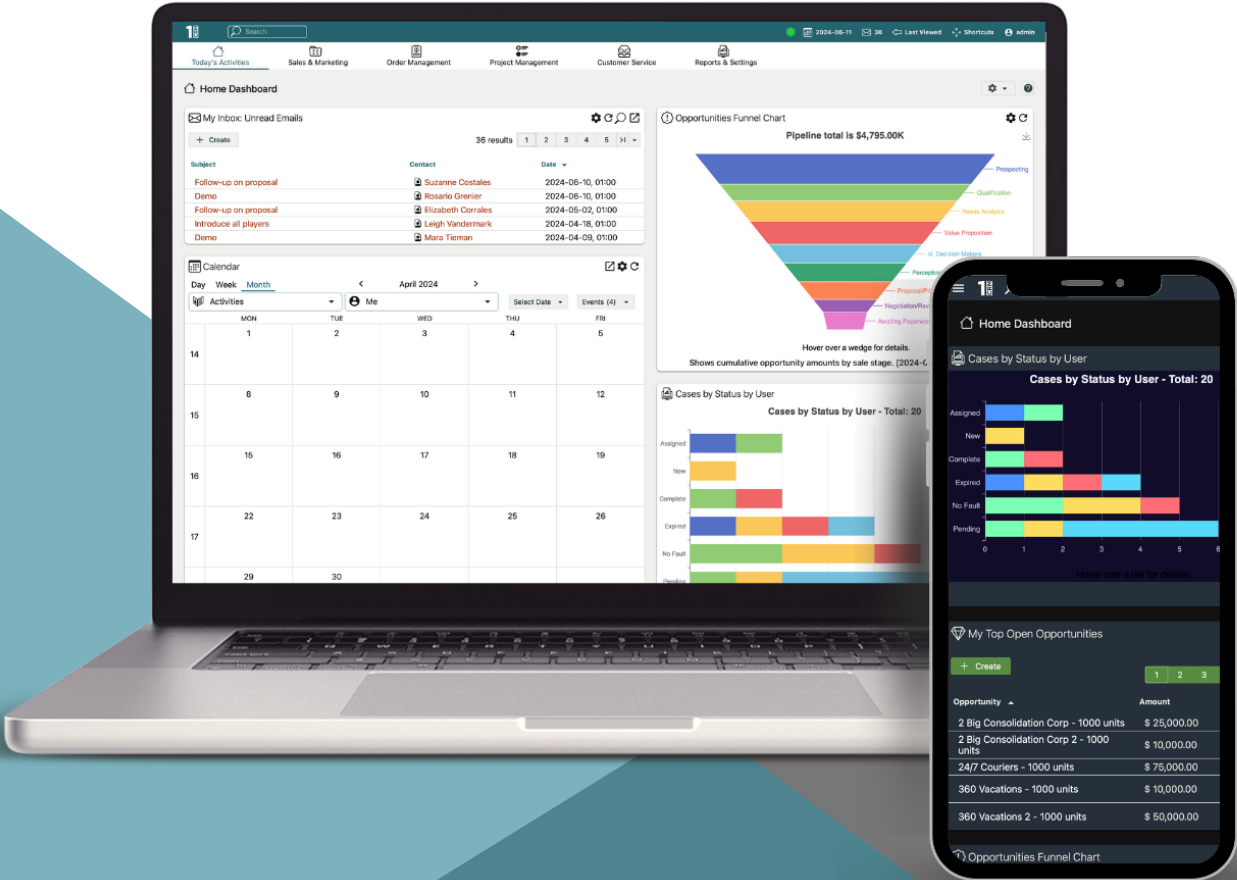 Search
2024-06-11 36 Last Viewed Shortcuts admin
Today's Activities Sales & Marketing Order Management Project Management Customer Service Reports & Settings
Home Dashboard
My Inbox: Unread Emails
+ Create 36 results 1 2 3 4 5
Subject Contact Date
Follow-up on proposal Suzanne Costales 2024-06-10, 01:00
Demo Rosario Grenier 2024-06-10, 01:00
Follow-up on proposal Elizabeth Corrales 2024-05-02, 01:00
Introduce all players Leigh Vandermark 2024-04-18, 01:00
Demo Mara Tieman 2024-04-09, 01:00
Calendar
Day Week Month < April 2024 >
Activities Me Select Date Events (4)
MON TUE WED THU FRI
1 2 3 4 5
14
8 9 10 11 12
15
15 16 17 18 19
16
22 23 24 25 26
17
29 30
Opportunities Funnel Chart
Pipeline total is $4,795.00K
Prospecting
Qualification
Needs Analysis
Value Proposition
Id. Decision Makers
Perception
Proposal/P
Negotiation/Rev
Awaiting Paperwor
Hover over a wedge for details.
Shows cumulative opportunity amounts by sale stage. [2024-0
Cases by Status by User
Cases by Status by User - Total: 20
Assigned
New
Complete
Expired
No Fault
Pending
Home Dashboard
Cases by Status by User
Cases by Status by User - Total: 20
Assigned
New
Complete
Expired
No Fault
Pending
0 1 2 3 4 5 6
Hover over a bar for details.
My Top Open Opportunities
+ Create
1 2 3
Opportunity Amount
2 Big Consolidation Corp - 1000 units $ 25,000.00
2 Big Consolidation Corp 2 - 1000
units $ 10,000.00
24/7 Couriers - 1000 units $ 75,000.00
360 Vacations - 1000 units $ 10,000.00
360 Vacations 2 - 1000 units $ 50,000.00
Opportunities Funnel Chart